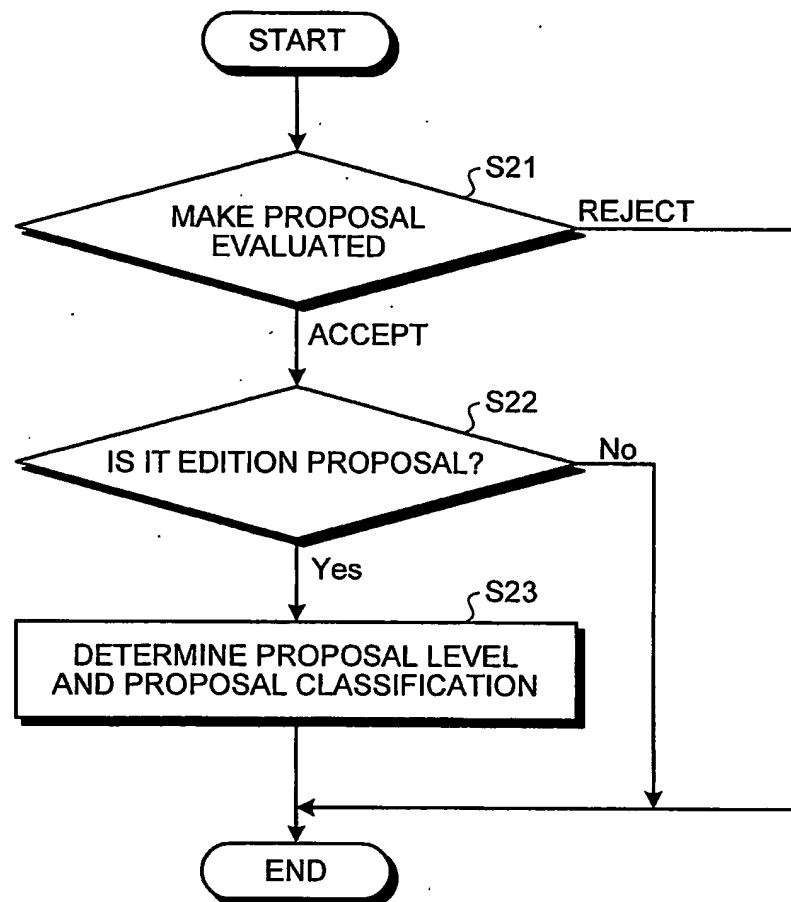 START
S21
MAKE PROPOSAL
EVALUATED
REJECT
ACCEPT
S22
IS IT EDITION PROPOSAL?
No
Yes
S23
DETERMINE PROPOSAL LEVEL
AND PROPOSAL CLASSIFICATION
END